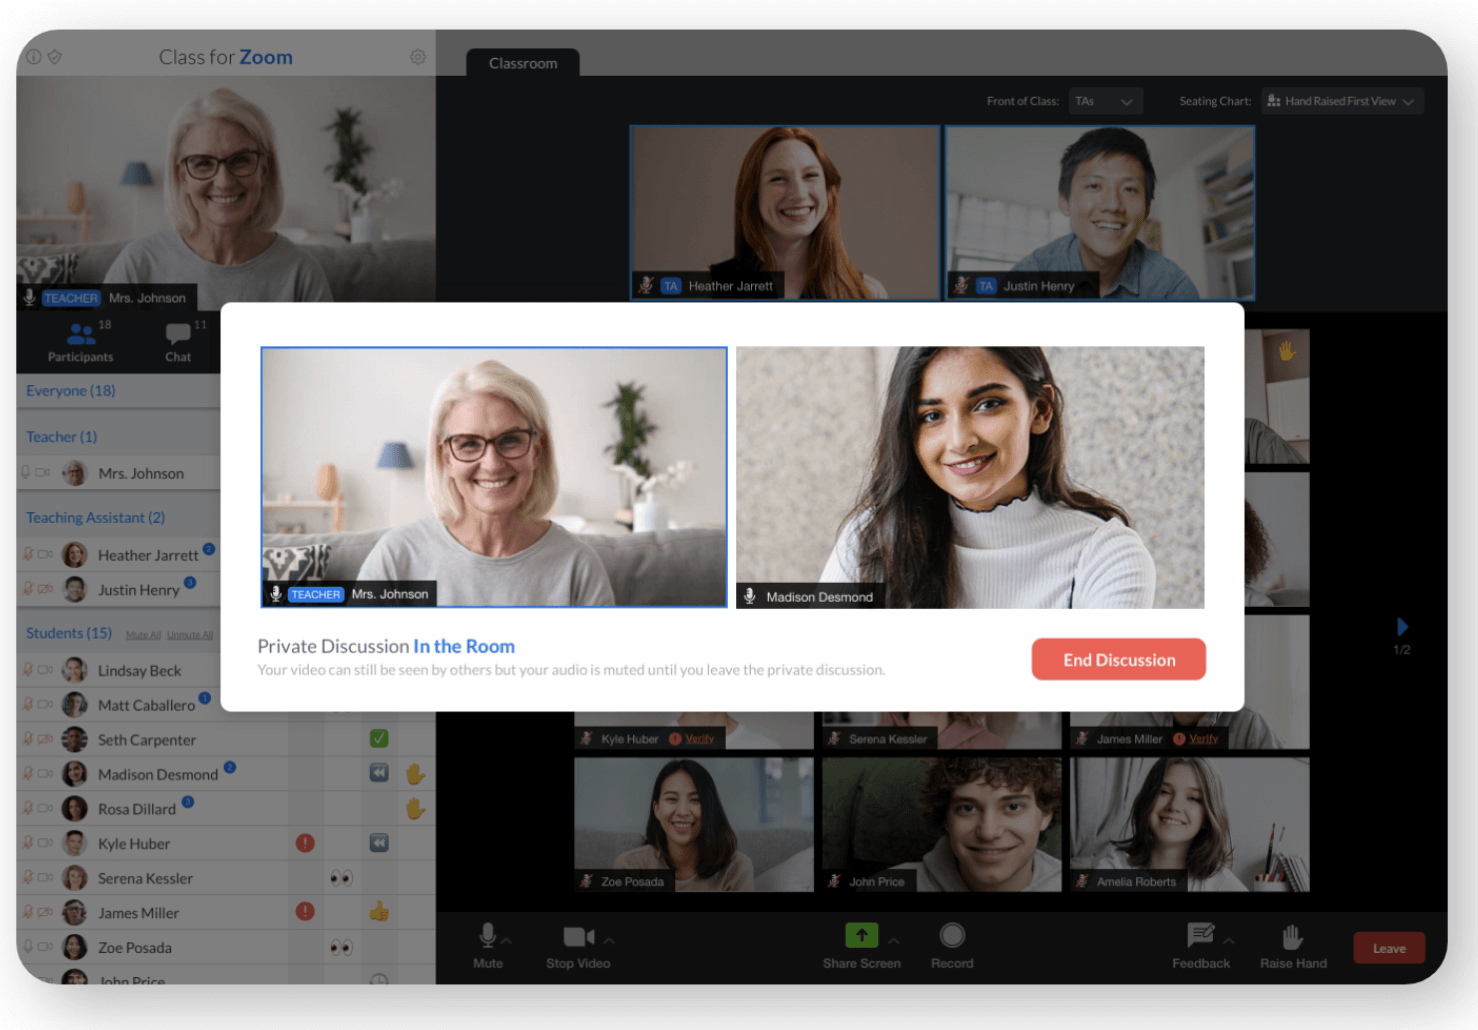 Class for Zoom
Classroom
Front of Class: TAs
Seating Chart: Hand Raised First View
TEACHER Mrs. Johnson
TA Heather Jarrett
TA Justin Henry
18
Participants
11
Chat
Everyone (18)
Teacher (1)
Mrs. Johnson
Teaching Assistant (2)
Heather Jarrett 2
Justin Henry 3
Students (15) Mute All Unmute All
Lindsay Beck
Matt Caballero 1
Seth Carpenter
Madison Desmond 2
Rosa Dillard 3
Kyle Huber
Serena Kessler
James Miller
Zoe Posada
John Price
TEACHER Mrs. Johnson
Madison Desmond
Private Discussion In the Room
Your video can still be seen by others but your audio is muted until you leave the private discussion.
End Discussion
1/2
Kyle Huber Verify
Serena Kessler
James Miller Verify
Zoe Posada
John Price
Amelia Roberts
Mute
Stop Video
Share Screen
Record
Feedback
Raise Hand
Leave